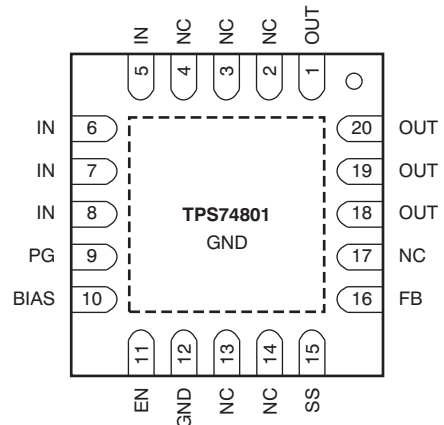 IN NC NC NC OUT
5 4 3 2 1
IN 6 20 OUT
IN 7 19 OUT
IN 8 TPS74801 18 OUT
GND
PG 9 17 NC
BIAS 10 16 FB
11 12 13 14 15
EN GND NC NC SS